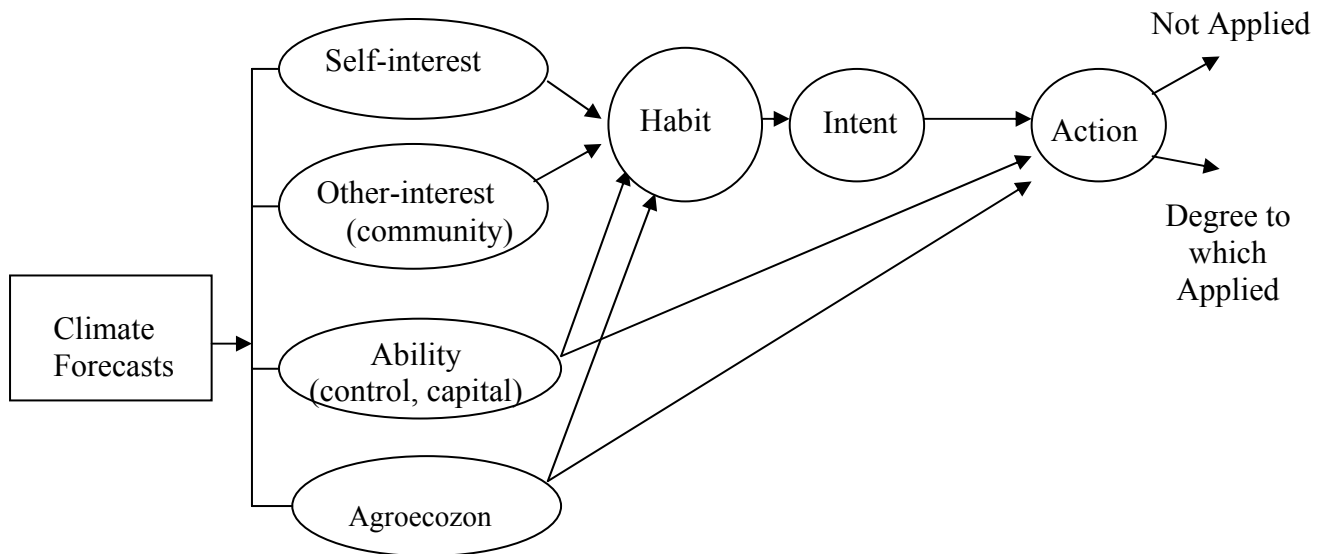 Not Applied
Self-interest
Habit
Intent
Action
Other-interest
(community)
Degree to
which
Applied
Climate
Forecasts
Ability
(control, capital)
Agroecozon